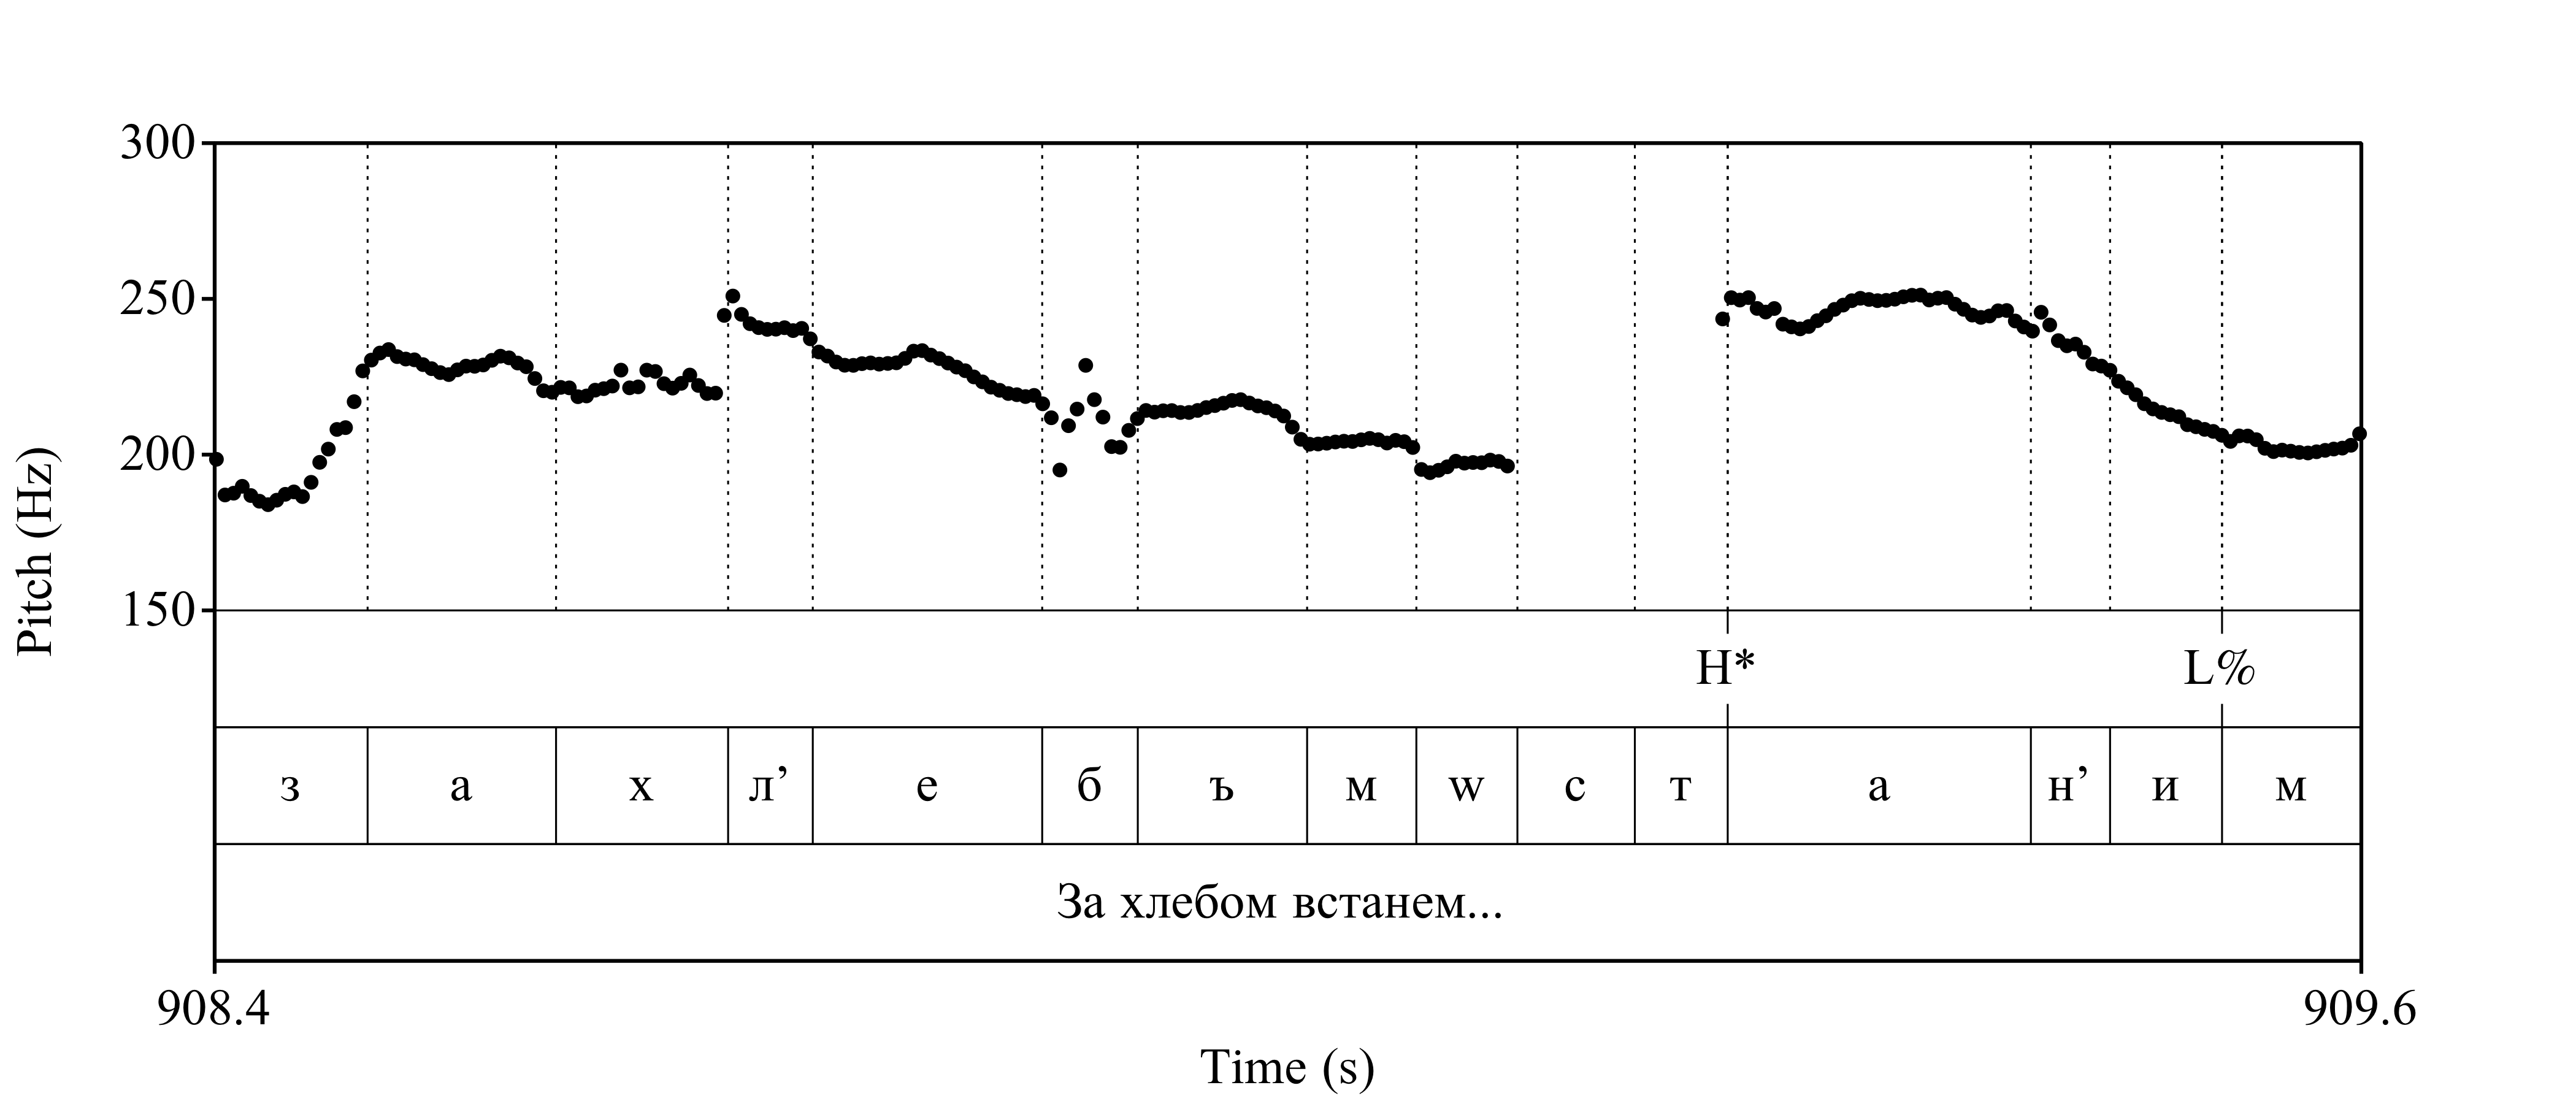 300
250
200
150
Pitch (Hz)
H* L%
з а х л’ е б ъ м w с т а н’ и м
За хлебом встанем...
908.4 909.6
Time (s)